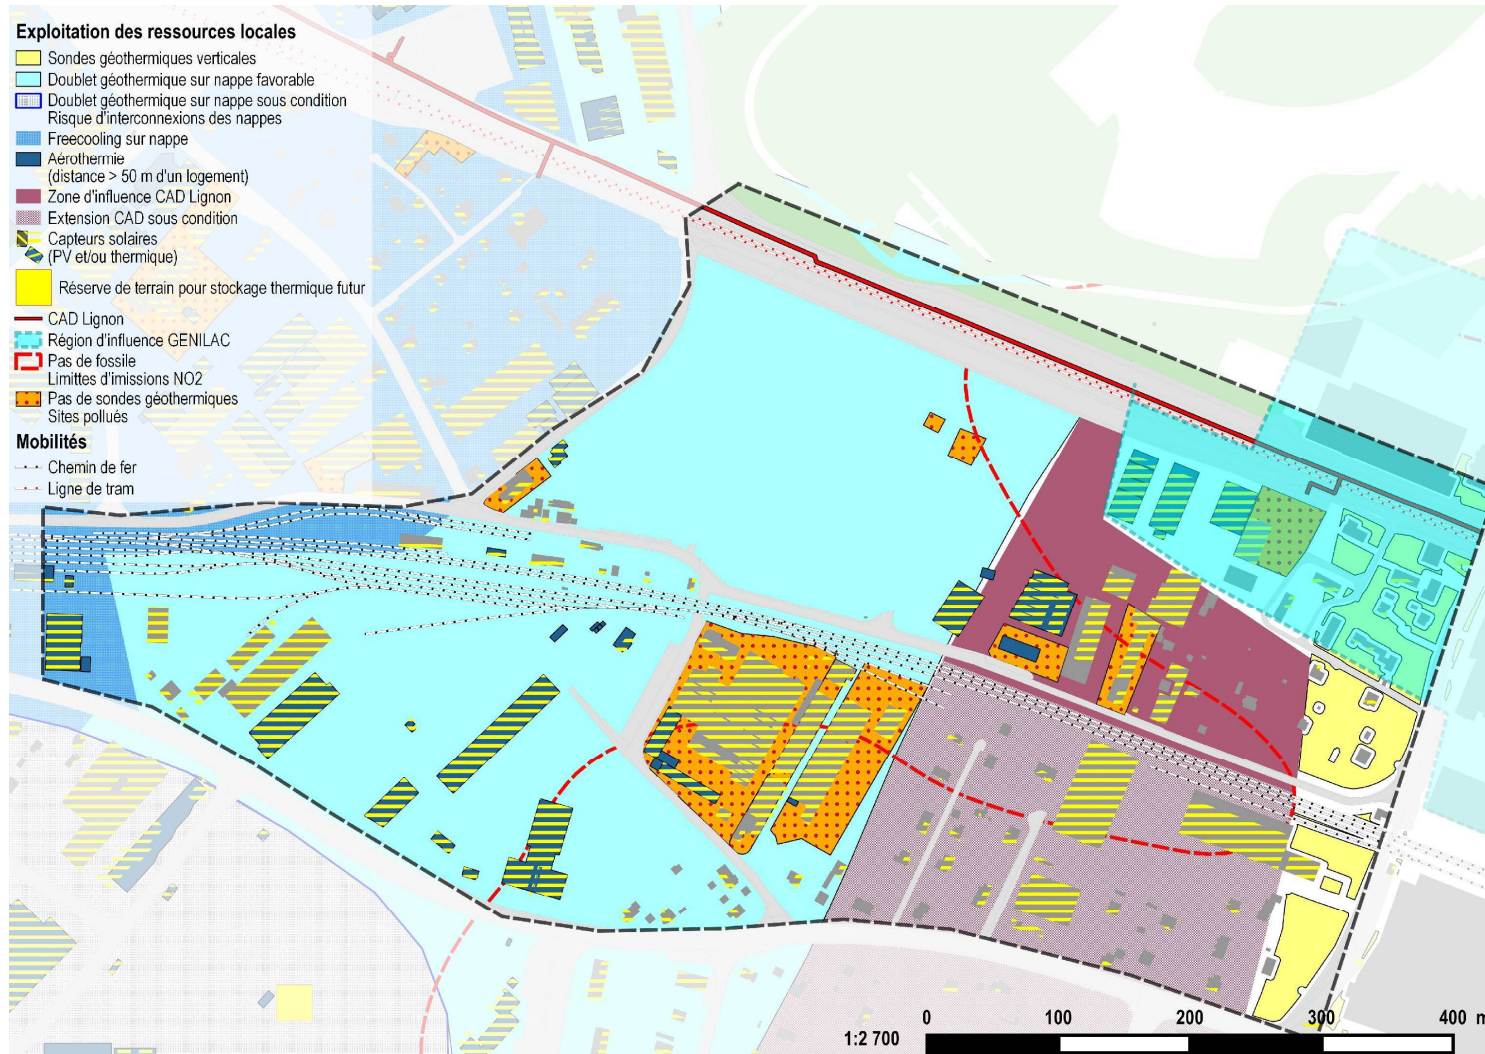 Exploitation des ressources locales
Sondes géothermiques verticales
Doublet géothermique sur nappe favorable
Doublet géothermique sur nappe sous condition
Risque d'interconnexions des nappes
Freecooling sur nappe
Aérothermie
(distance > 50 m d'un logement)
Zone d'influence CAD Lignon
Extension CAD sous condition
Capteurs solaires
(PV et/ou thermique)
Réserve de terrain pour stockage thermique futur
CAD Lignon
Région d'influence GENILAC
Pas de fossile
Limittes d'imissions NO2
Pas de sondes géothermiques
Sites pollués
Mobilités
Chemin de fer
Ligne de tram
1:2 700
0 100 200 300 400 m